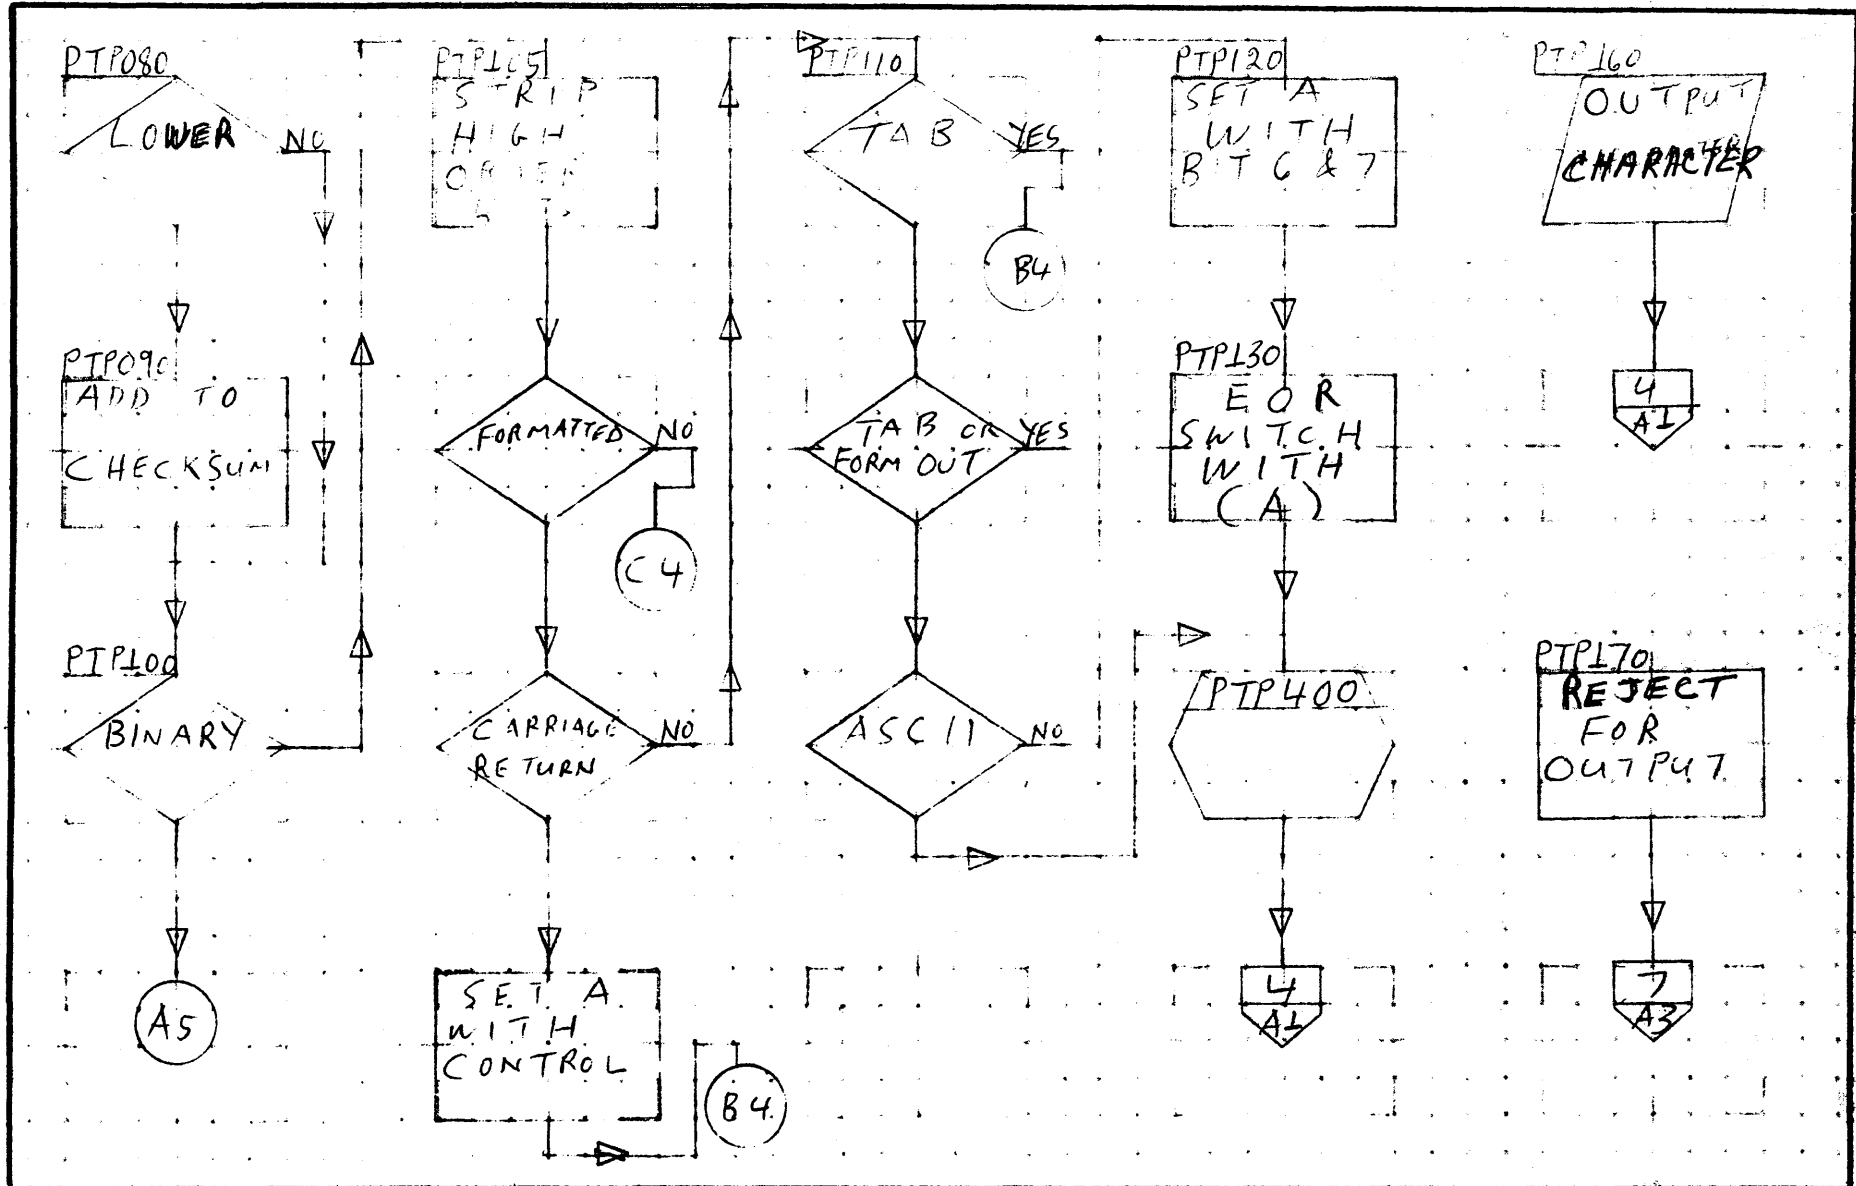 PTP080
LOWER
NO
PTP090
ADD TO
CHECKSUM
PTP100
BINARY
A5
PTP105
STRIP
HIGH
ORDER
FORMATTED
NO
C4
CARRIAGE
RETURN
NO
SET A
WITH
CONTROL
B4
PTP110
TAB
YES
B4
TAB OR
FORM OUT
YES
ASCII
NO
PTP120
SET A
WITH
BIT 6 & 7
PTP130
EOR
SWITCH
WITH
(A)
PTP400
4
A1
PTP160
OUTPUT
CHARACTER
4
A1
PTP170
REJECT
FOR
OUTPUT
7
A3